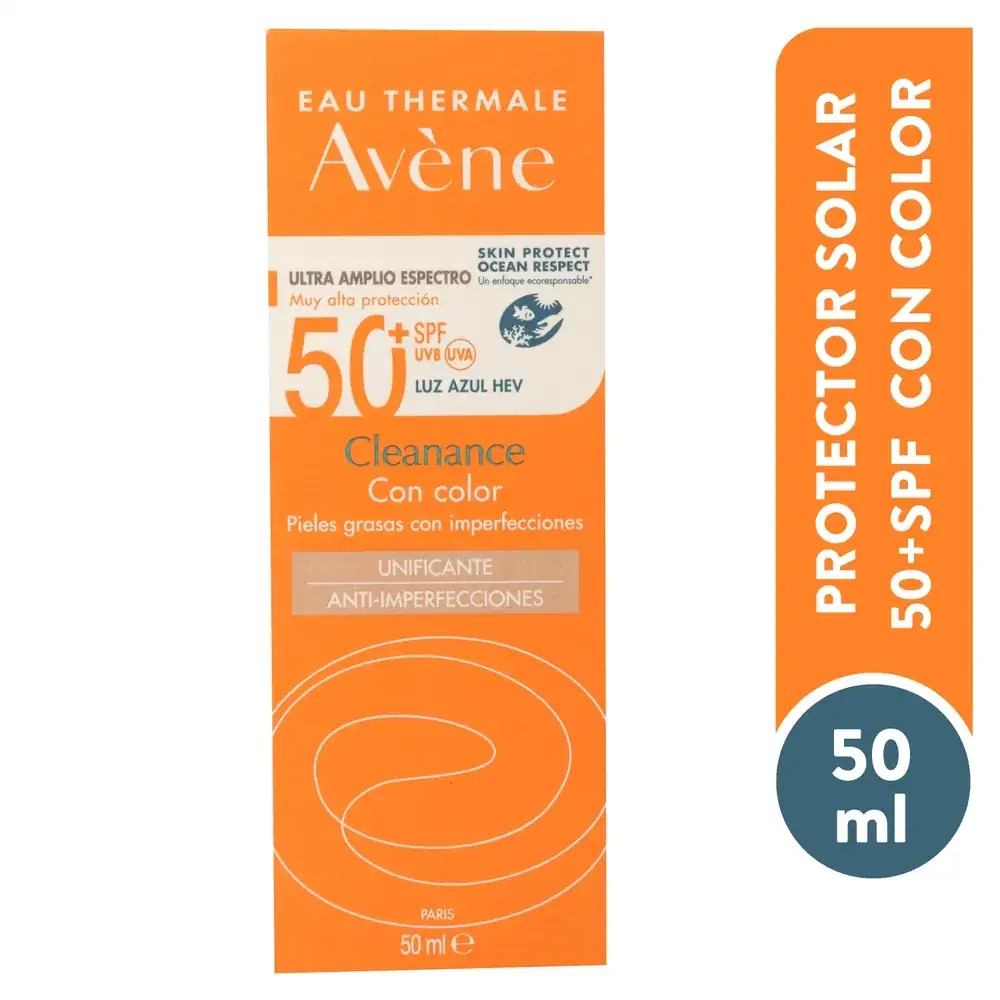 EAU THERMALE
Avène
ULTRA AMPLIO ESPECTRO
Muy alta protección
50+ SPF
UVB UVA
LUZ AZUL HEV
SKIN PROTECT
OCEAN RESPECT
Un enfoque ecoresponsable*
Cleanance
Con color
Pieles grasas con imperfecciones
UNIFICANTE
ANTI-IMPERFECCIONES
PARIS
50 ml e
PROTECTOR SOLAR
50+SPF CON COLOR
50
ml